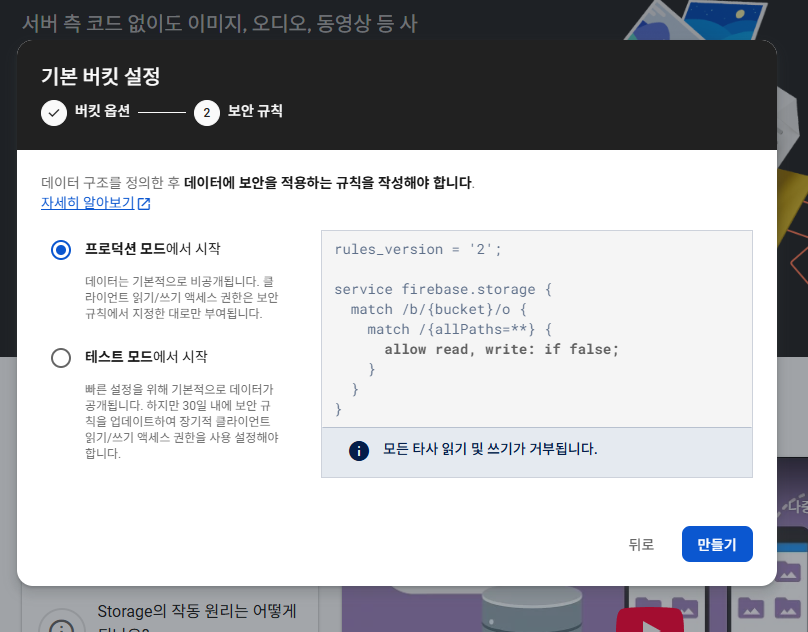 서버 측 코드 없이도 이미지, 오디오, 동영상 등 사
기본 버킷 설정
버킷 옵션
2 보안 규칙
데이터 구조를 정의한 후 데이터에 보안을 적용하는 규칙을 작성해야 합니다.
자세히 알아보기
프로덕션 모드에서 시작
데이터는 기본적으로 비공개됩니다. 클
라이언트 읽기/쓰기 액세스 권한은 보안
규칙에서 지정한 대로만 부여됩니다.
테스트 모드에서 시작
빠른 설정을 위해 기본적으로 데이터가
공개됩니다. 하지만 30일 내에 보안 규
칙을 업데이트하여 장기적 클라이언트
읽기/쓰기 액세스 권한을 사용 설정해야
합니다.
rules_version = '2';
service firebase.storage {
match /b/{bucket}/o {
match /{allPaths=**} {
allow read, write: if false;
}
}
}
모든 타사 읽기 및 쓰기가 거부됩니다.
뒤로
만들기
Storage의 작동 원리는 어떻게